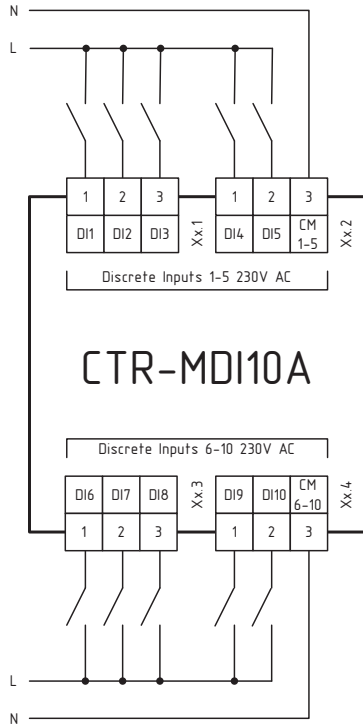 N
L
1 2 3 1 2 3
DI1 DI2 DI3 Xx.1 DI4 DI5 CM 1-5 Xx.2
Discrete Inputs 1-5 230V AC
CTR-MDI10A
Discrete Inputs 6-10 230V AC
DI6 DI7 DI8 Xx.3 DI9 DI10 CM 6-10 Xx.4
1 2 3 1 2 3
L
N